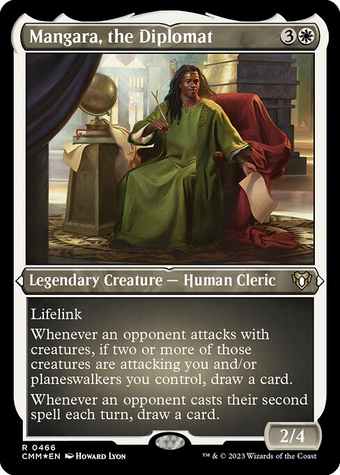 Mangara, the Diplomat 3
Legendary Creature — Human Cleric
Lifelink
Whenever an opponent attacks with
creatures, if two or more of those
creatures are attacking you and/or
planeswalkers you control, draw a card.
Whenever an opponent casts their second
spell each turn, draw a card.
2/4
R 0466
CMM★EN Howard Lyon
™ & © 2023 Wizards of the Coast